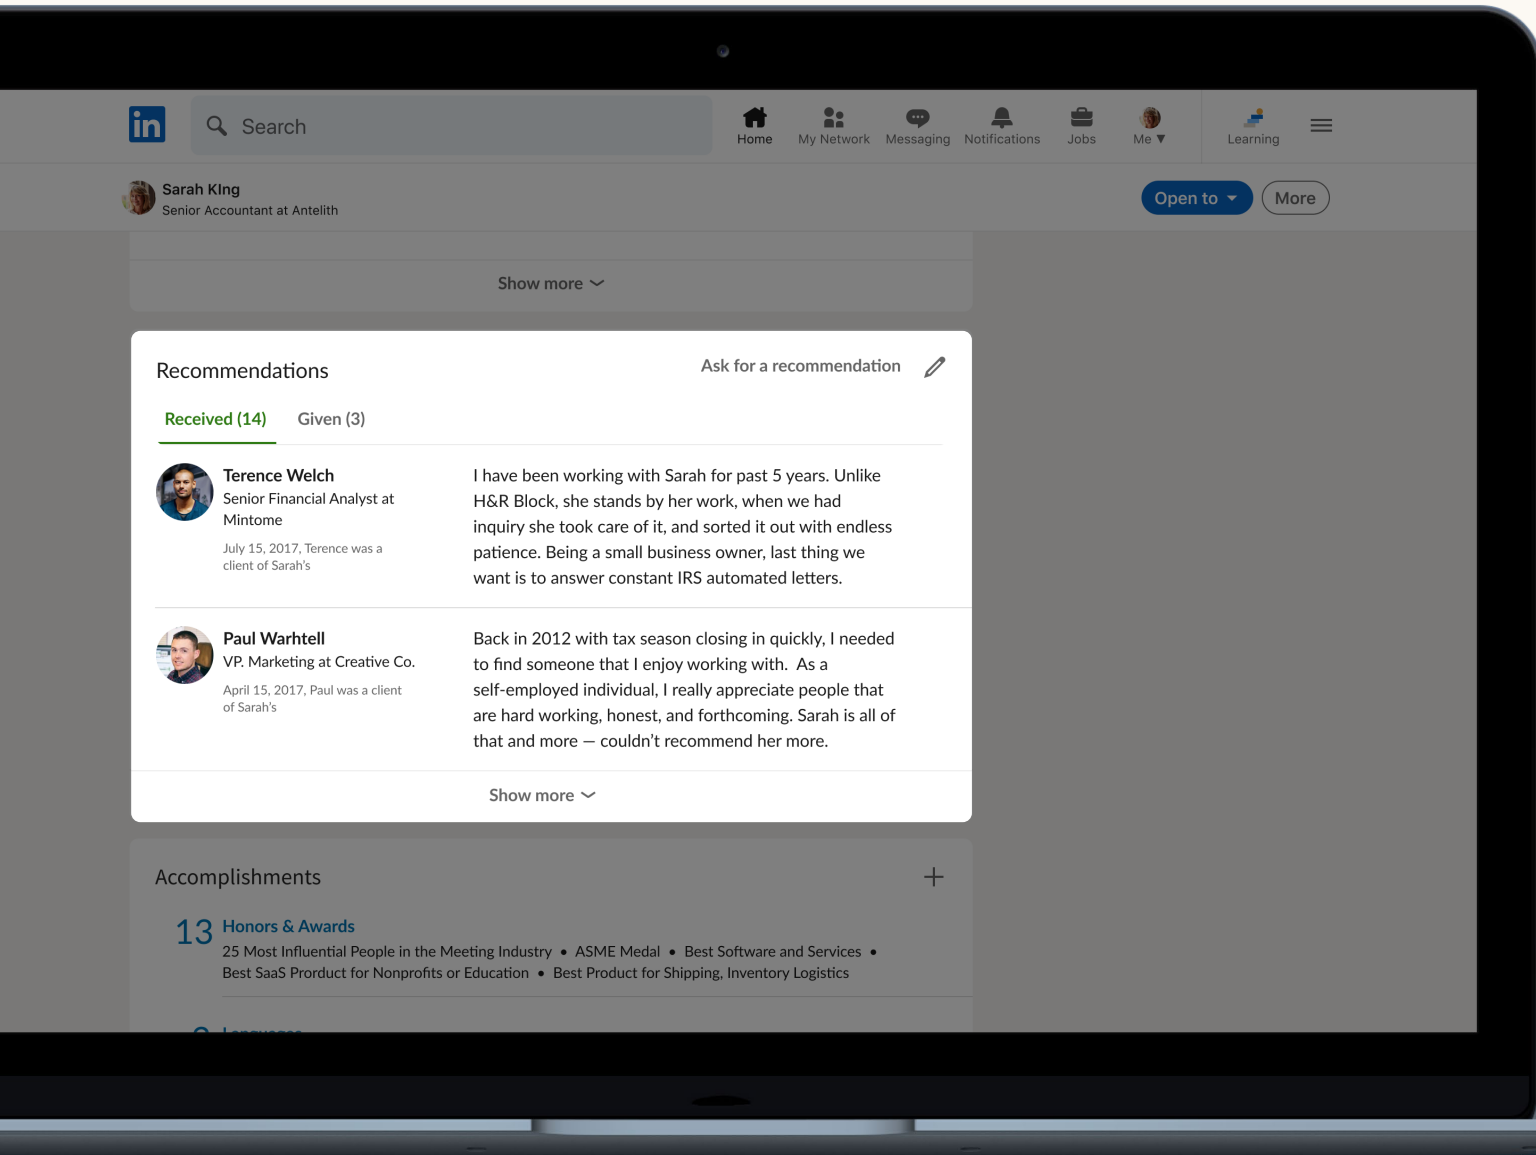 in
Search
Home
My Network
Messaging
Notifications
Jobs
Me ▼
Learning
Sarah KIng
Senior Accountant at Antelith
Open to
More
Show more
Recommendations
Ask for a recommendation
Received (14)
Given (3)
Terence Welch
Senior Financial Analyst at
Mintome
July 15, 2017, Terence was a
client of Sarah's
I have been working with Sarah for past 5 years. Unlike
H&R Block, she stands by her work, when we had
inquiry she took care of it, and sorted it out with endless
patience. Being a small business owner, last thing we
want is to answer constant IRS automated letters.
Paul Warhtell
VP. Marketing at Creative Co.
April 15, 2017, Paul was a client
of Sarah's
Back in 2012 with tax season closing in quickly, I needed
to find someone that I enjoy working with.  As a
self-employed individual, I really appreciate people that
are hard working, honest, and forthcoming. Sarah is all of
that and more — couldn't recommend her more.
Show more
Accomplishments
13
Honors & Awards
25 Most Influential People in the Meeting Industry • ASME Medal • Best Software and Services •
Best SaaS Prorduct for Nonprofits or Education • Best Product for Shipping, Inventory Logistics